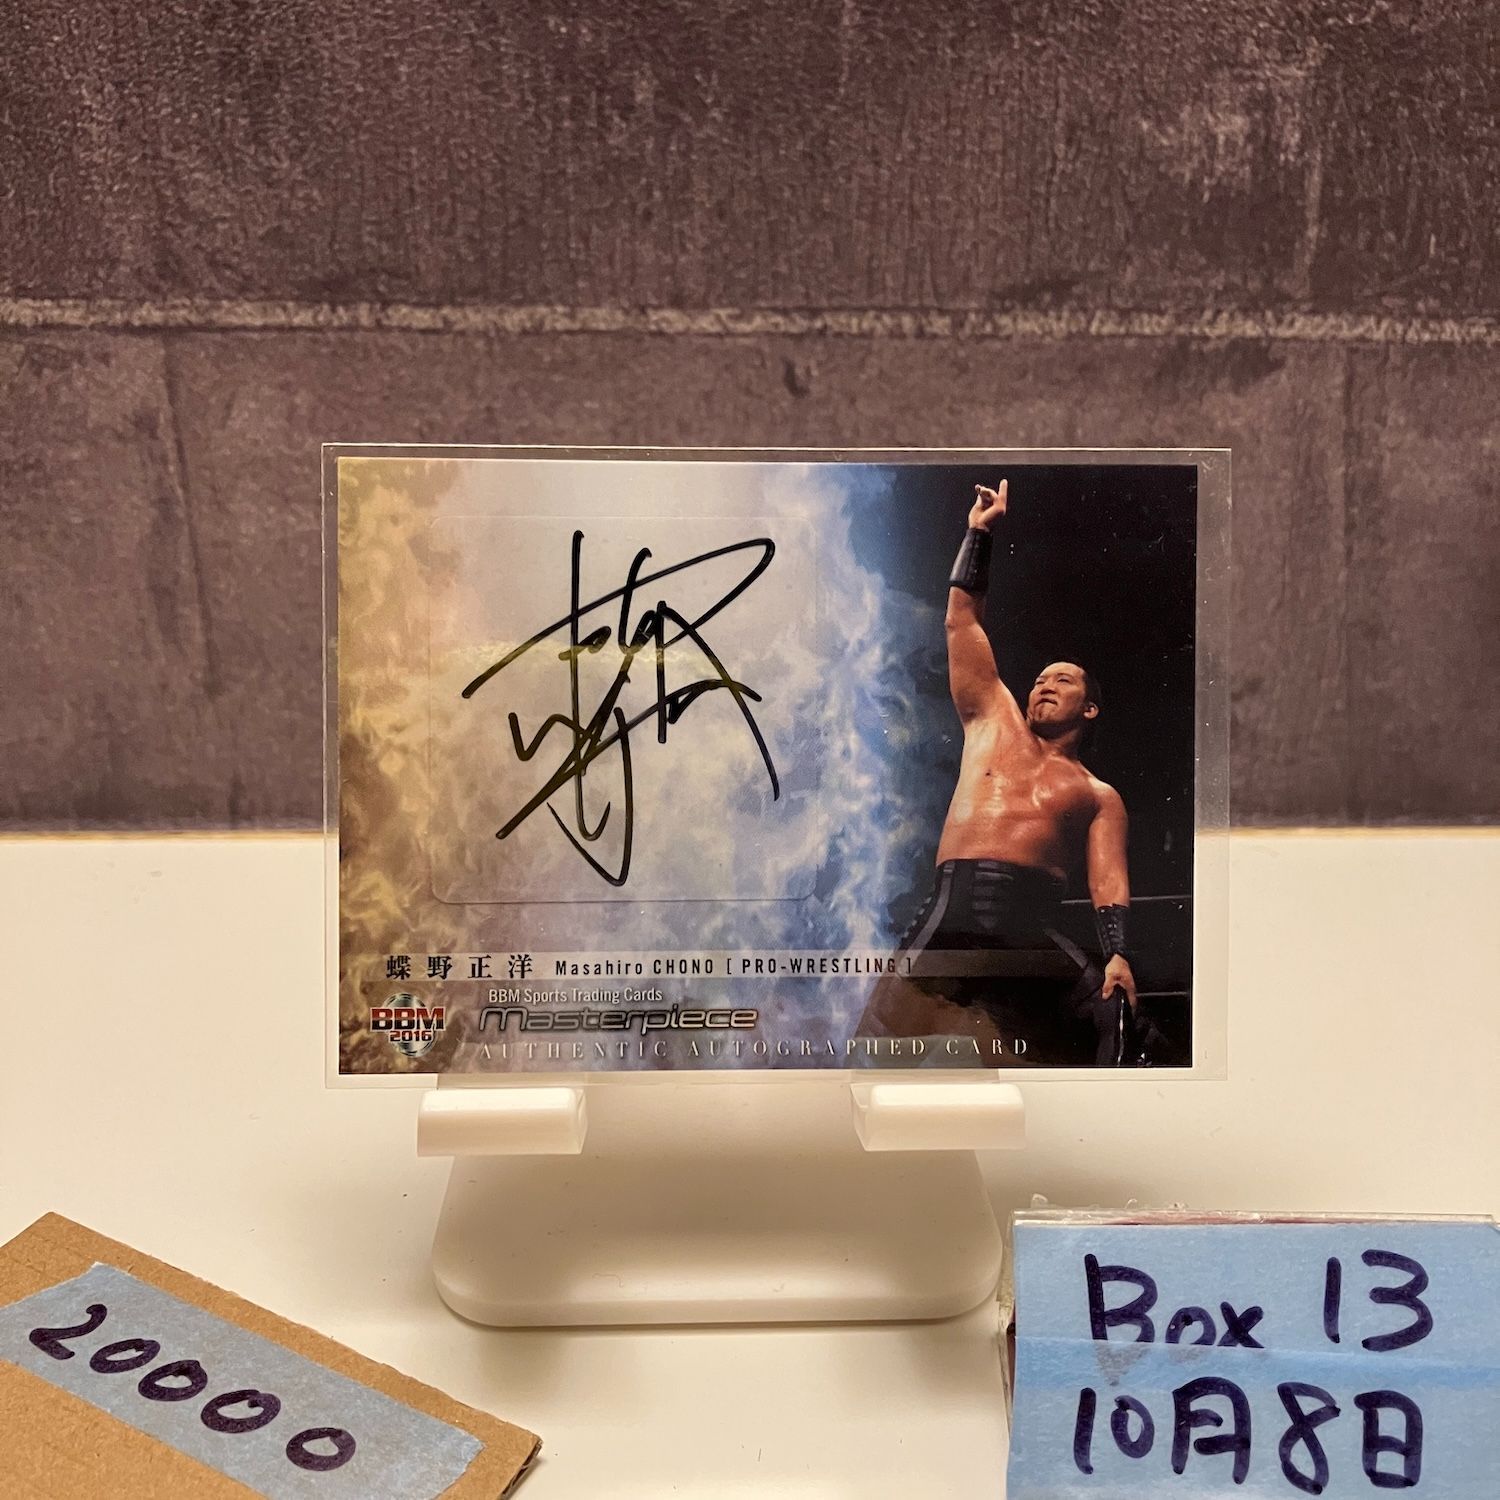 蝶野正洋 Masahiro CHONO [ PRO-WRESTLING ]
BBM Sports Trading Cards
BBM
2016
Masterpiece
AUTHENTIC AUTOGRAPHED CARD
20000
Box 13
10月8日